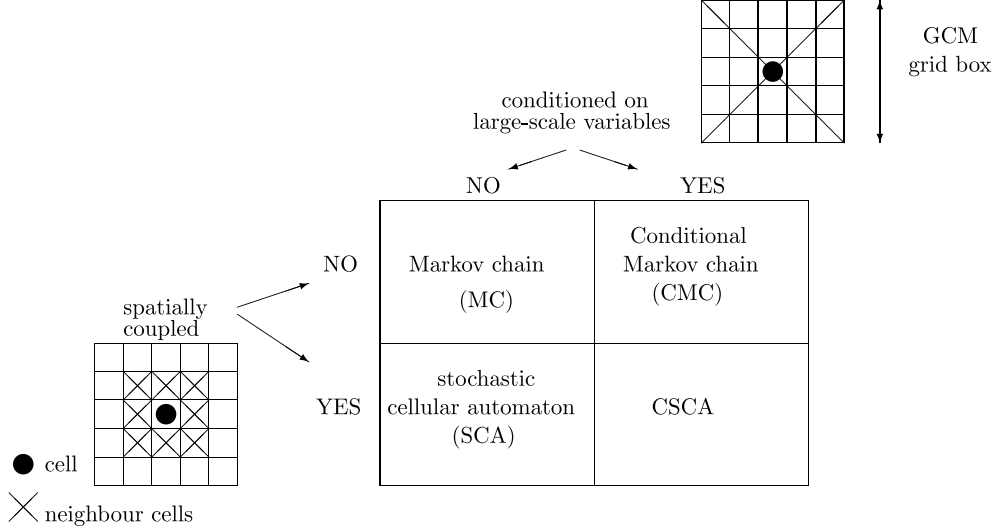 GCM
grid box
conditioned on
large-scale variables
NO
YES
NO
Markov chain
(MC)
Conditional
Markov chain
(CMC)
spatially
coupled
YES
stochastic
cellular automaton
(SCA)
CSCA
cell
neighbour cells